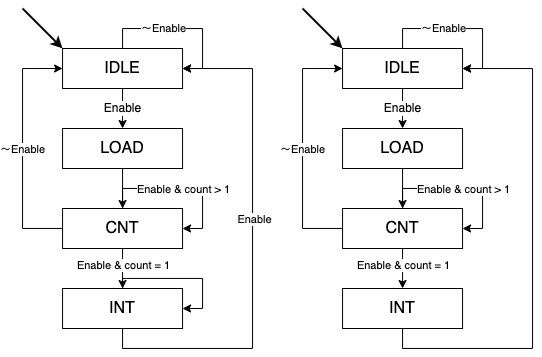 ~Enable
IDLE
Enable
LOAD
~Enable
Enable & count > 1
CNT
Enable
Enable & count = 1
INT
~Enable
IDLE
Enable
LOAD
~Enable
Enable & count > 1
CNT
Enable & count = 1
INT